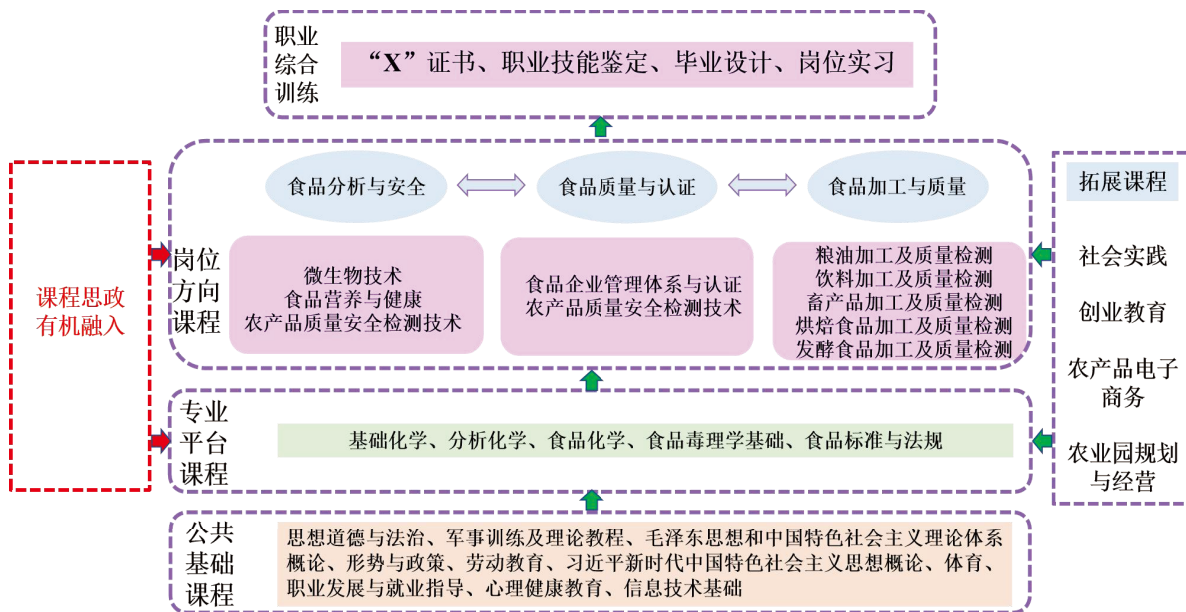 职业
综合
训练
“X”证书、职业技能鉴定、毕业设计、岗位实习
课程思政
有机融入
岗位
方向
课程
食品分析与安全
食品质量与认证
食品加工与质量
微生物技术
食品营养与健康
农产品质量安全检测技术
食品企业管理体系与认证
农产品质量安全检测技术
粮油加工及质量检测
饮料加工及质量检测
畜产品加工及质量检测
烘焙食品加工及质量检测
发酵食品加工及质量检测
拓展课程
社会实践
创业教育
农产品电子
商务
农业园规划
与经营
专业
平台
课程
基础化学、分析化学、食品化学、食品毒理学基础、食品标准与法规
公共
基础
课程
思想道德与法治、军事训练及理论教程、毛泽东思想和中国特色社会主义理论体系
概论、形势与政策、劳动教育、习近平新时代中国特色社会主义思想概论、体育、
职业发展与就业指导、心理健康教育、信息技术基础